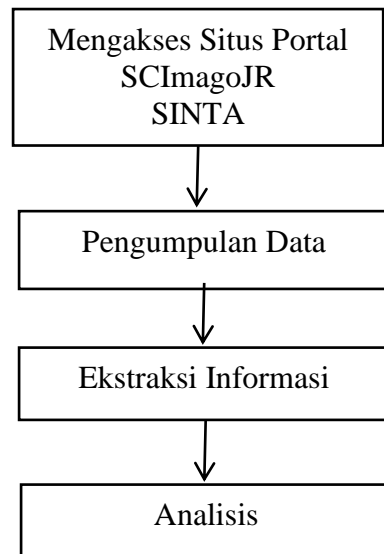 Mengakses Situs Portal
SCImagoJR
SINTA
Pengumpulan Data
Ekstraksi Informasi
Analisis